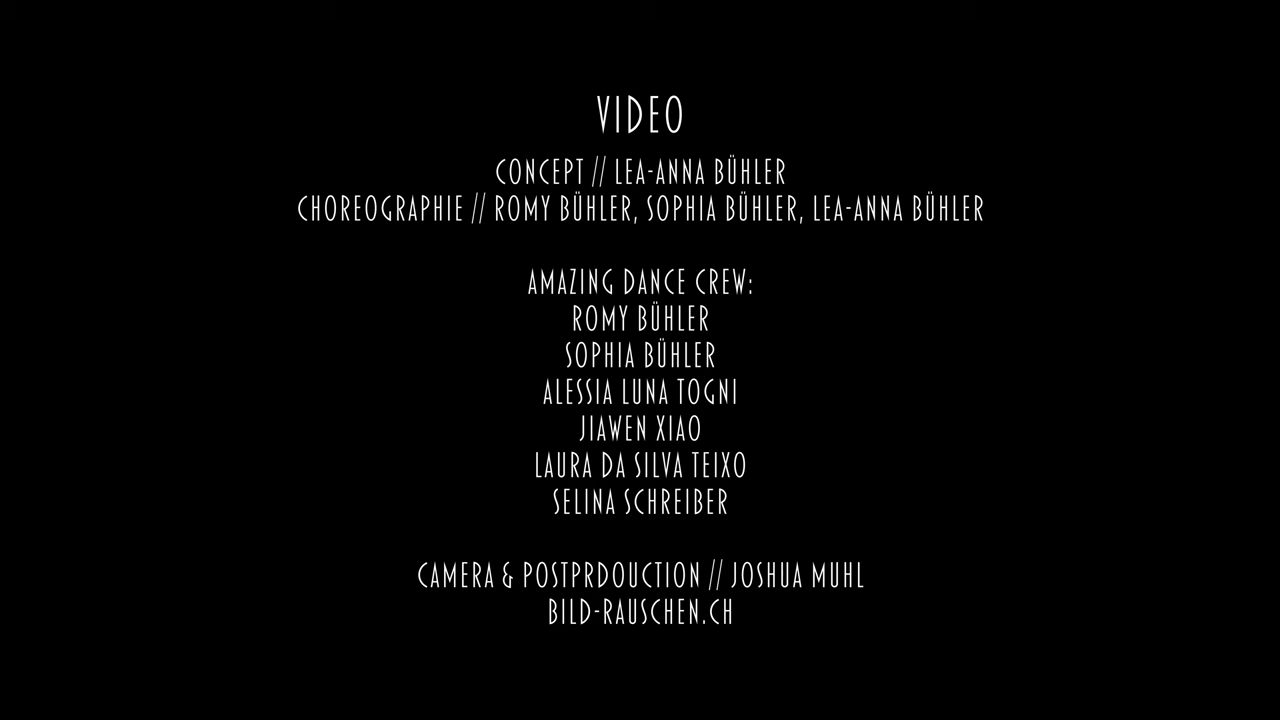 VIDEO
CONCEPT // LEA-ANNA BÜHLER
CHOREOGRAPHIE // ROMY BÜHLER, SOPHIA BÜHLER, LEA-ANNA BÜHLER
AMAZING DANCE CREW:
ROMY BÜHLER
SOPHIA BÜHLER
ALESSIA LUNA TOGNI
JIAWEN XIAO
LAURA DA SILVA TEIXO
SELINA SCHREIBER
CAMERA & POSTPRDOUCTION // JOSHUA MUHL
BILD-RAUSCHEN.CH